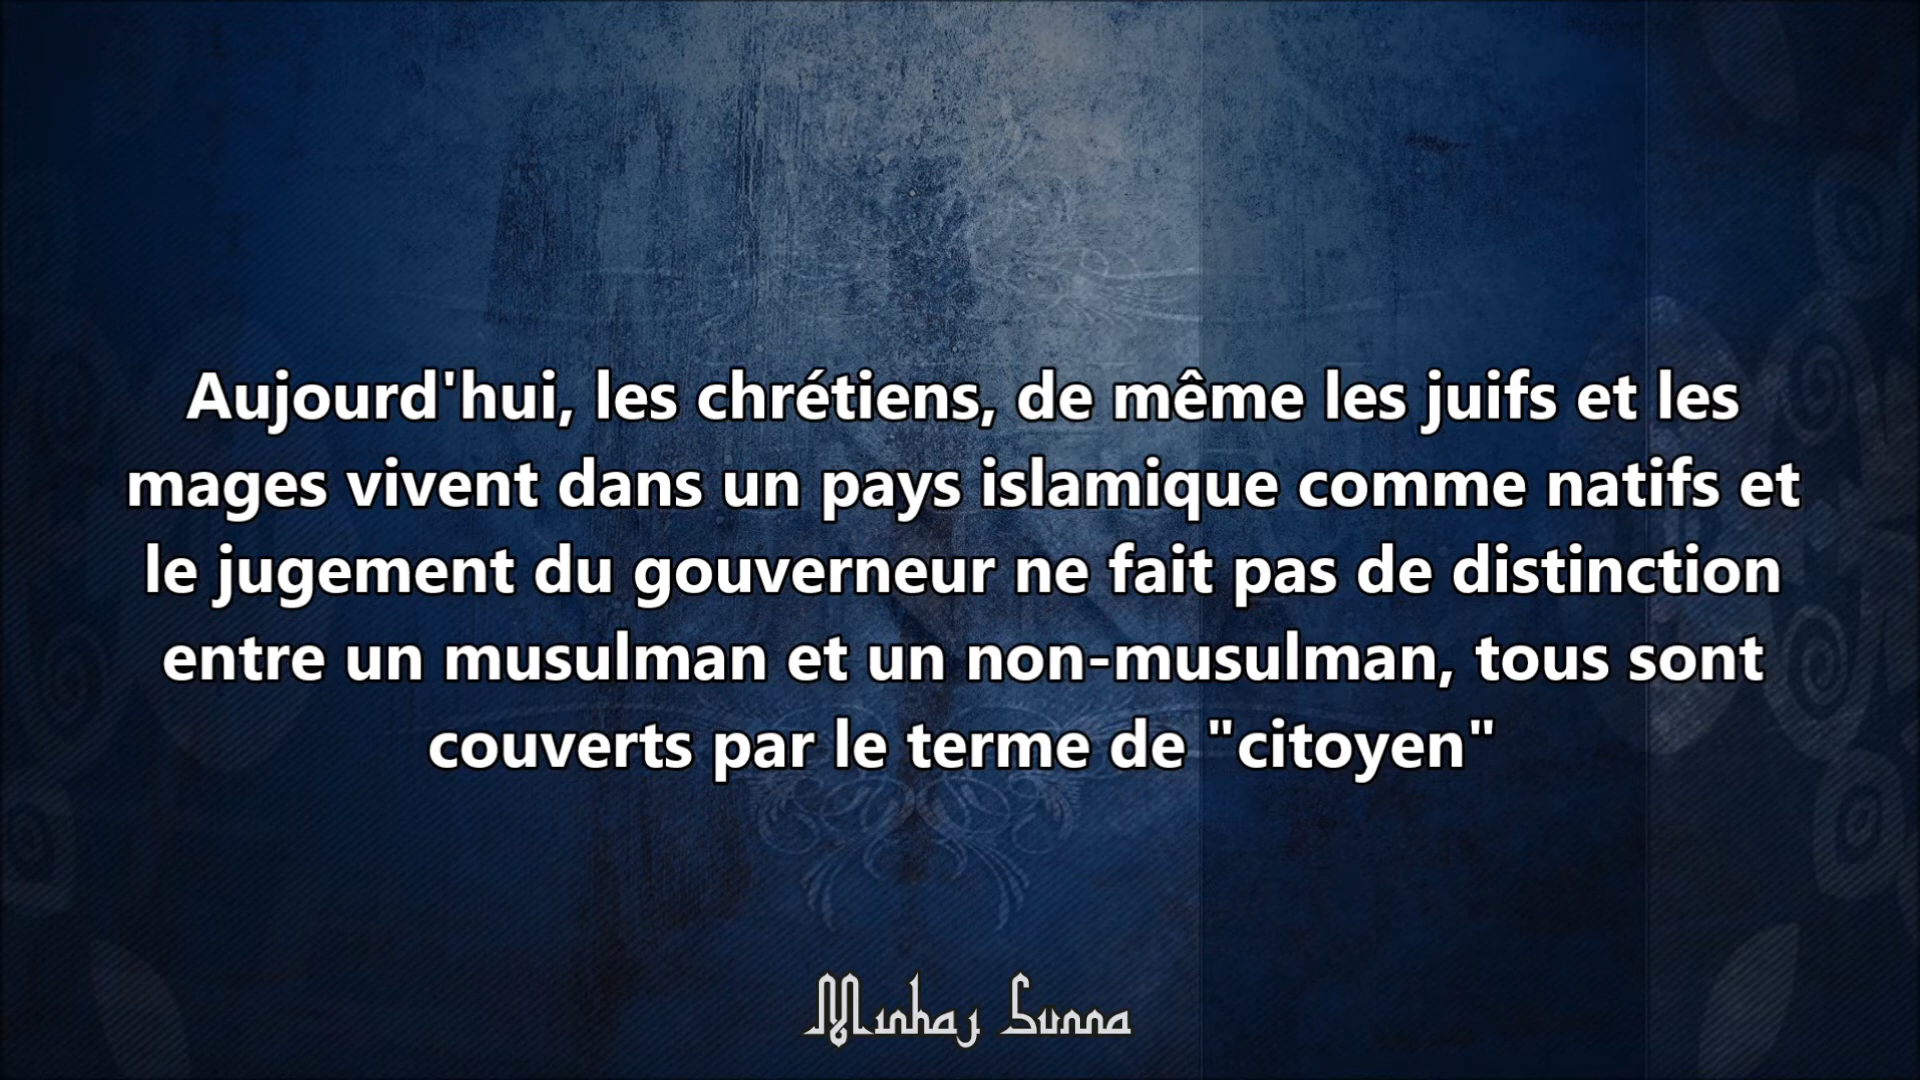 Aujourd'hui, les chrétiens, de même les juifs et les
mages vivent dans un pays islamique comme natifs et
le jugement du gouverneur ne fait pas de distinction
entre un musulman et un non-musulman, tous sont
couverts par le terme de "citoyen"
Minhaj Sunna